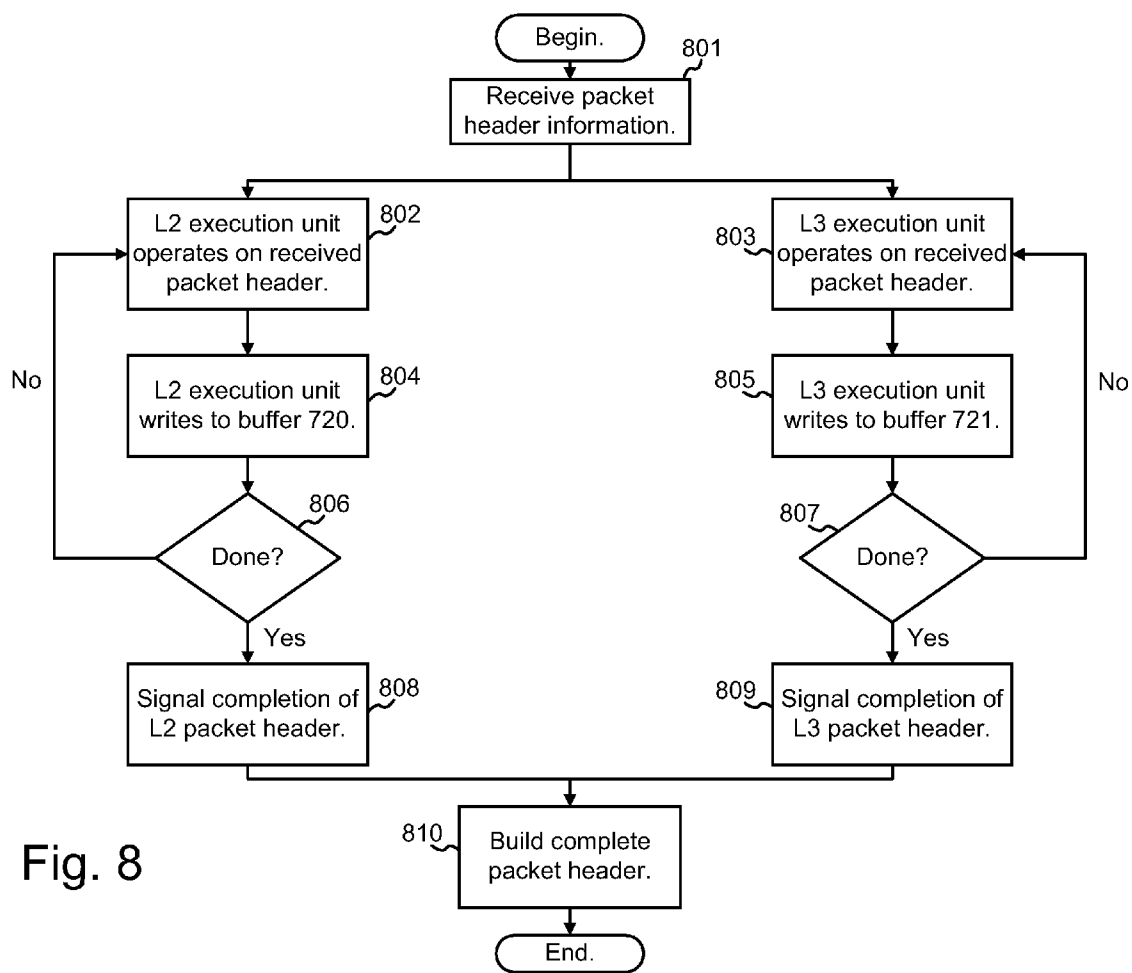 Begin.
801
Receive packet
header information.
L2 execution unit
operates on received
packet header.
802
803
L3 execution unit
operates on received
packet header.
No
L2 execution unit
writes to buffer 720.
804
805
L3 execution unit
writes to buffer 721.
No
806
Done?
807
Done?
Yes
Yes
Signal completion of
L2 packet header.
808
809
Signal completion of
L3 packet header.
810
Build complete
packet header.
Fig. 8
End.